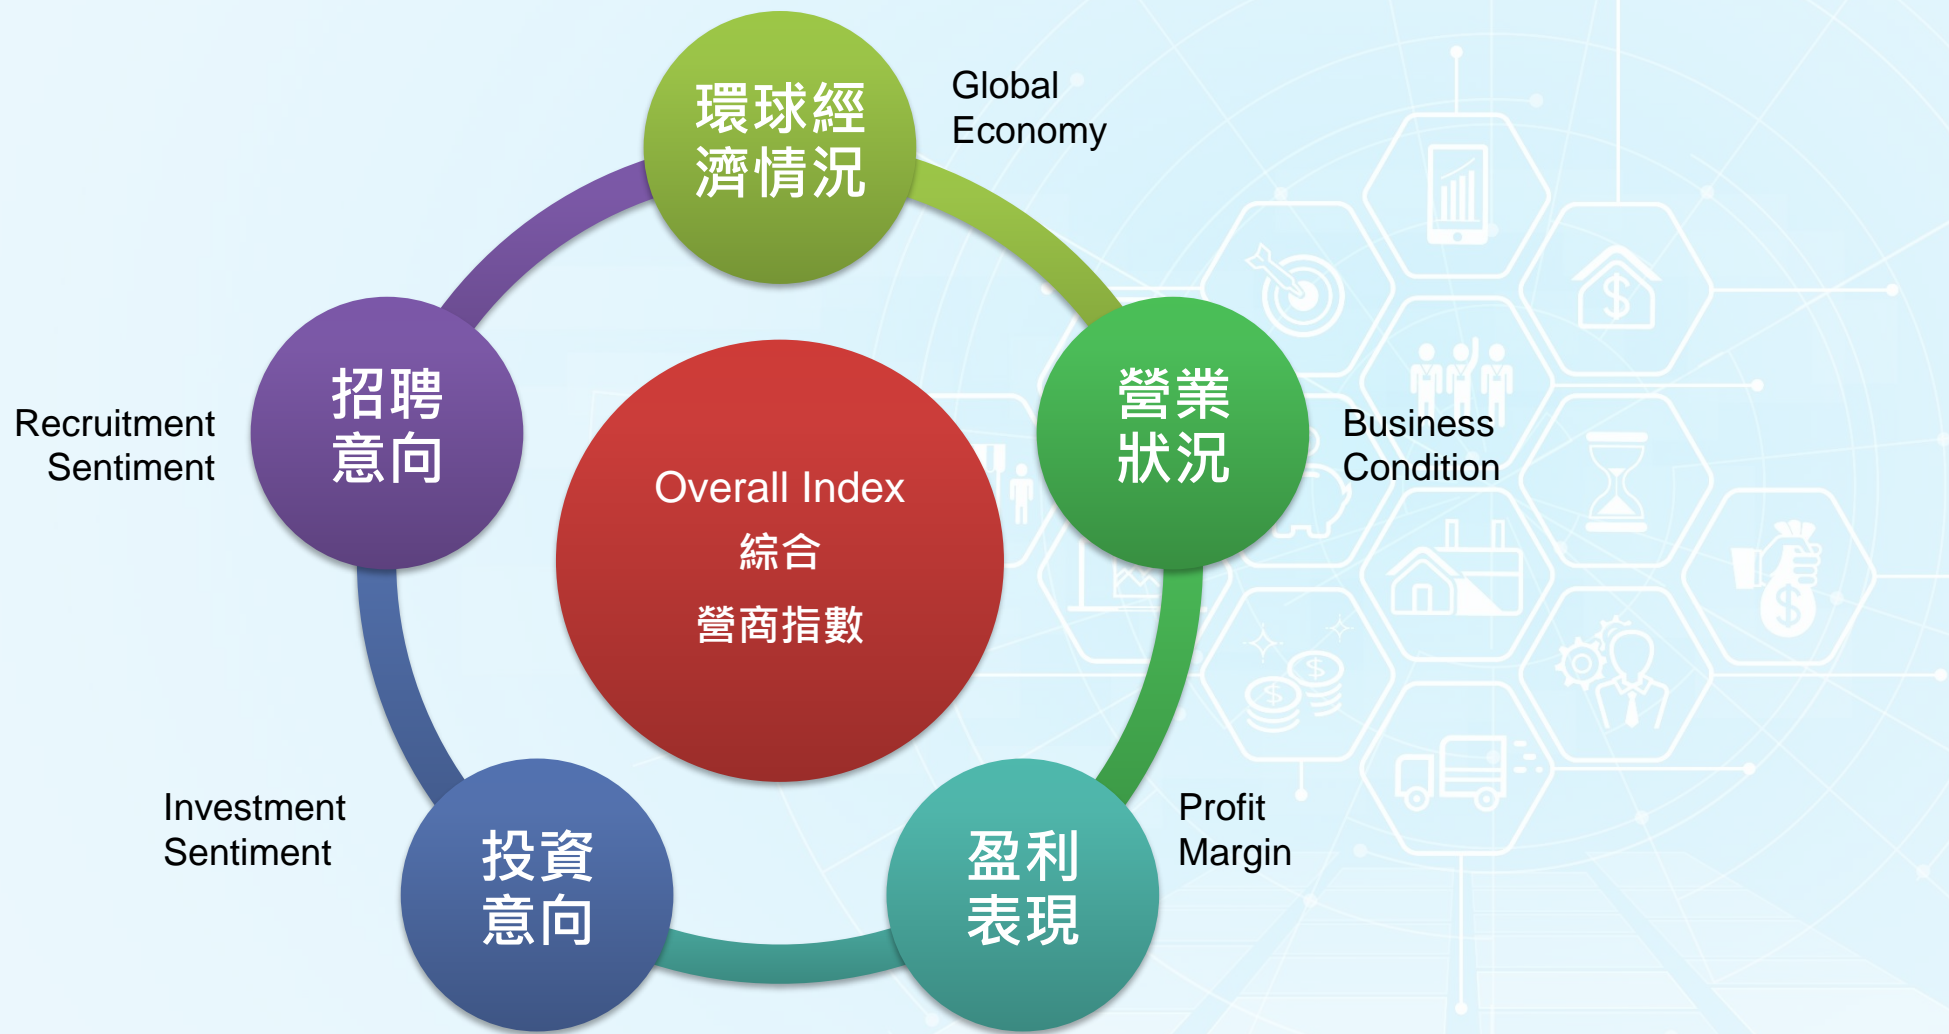 環球經
濟情況
Global
Economy
招聘
意向
Recruitment
Sentiment
營業
狀況
Business
Condition
Overall Index
綜合
營商指數
投資
意向
Investment
Sentiment
盈利
表現
Profit
Margin